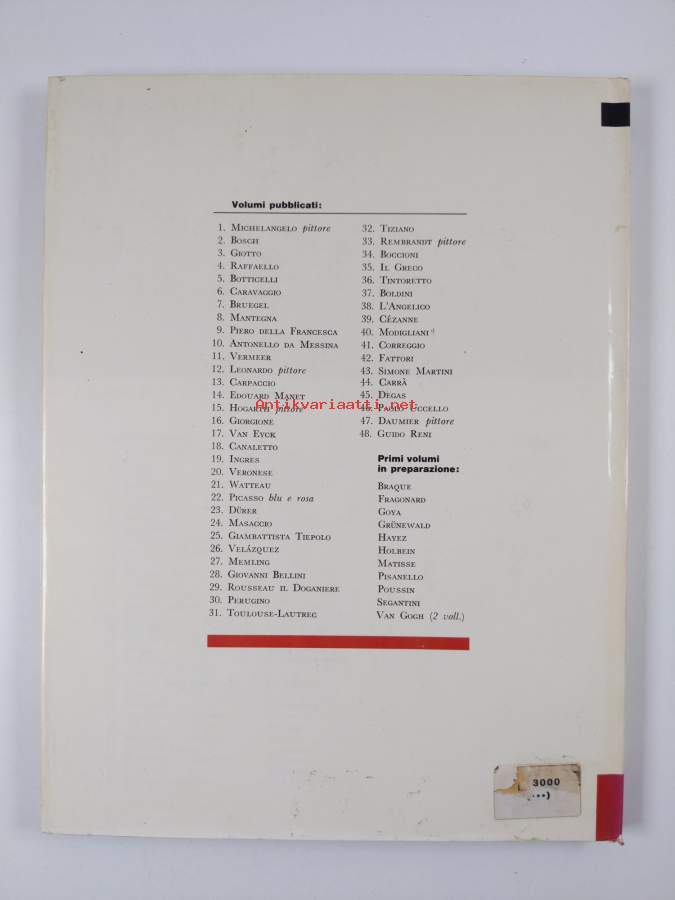 Volumi pubblicati:
1. MICHELANGELO pittore
2. BOSCH
3. GIOTTO
4. RAFFAELLO
5. BOTTICELLI
6. CARAVAGGIO
7. BRUEGEL
8. MANTEGNA
9. PIERO DELLA FRANCESCA
10. ANTONELLO DA MESSINA
11. VERMEER
12. LEONARDO pittore
13. CARPACCIO
14. EDOUARD MANET
15. HOGARTH pittore
16. GIORGIONE
17. VAN EYCK
18. CANALETTO
19. INGRES
20. VERONESE
21. WATTEAU
22. PICASSO blu e rosa
23. DÜRER
24. MASACCIO
25. GIAMBATTISTA TIEPOLO
26. VELÁZQUEZ
27. MEMLING
28. GIOVANNI BELLINI
29. ROUSSEAU IL DOGANIERE
30. PERUGINO
31. TOULOUSE-LAUTREC
32. TIZIANO
33. REMBRANDT pittore
34. BOCCIONI
35. IL GRECO
36. TINTORETTO
37. BOLDINI
38. L'ANGELICO
39. CÉZANNE
40. MODIGLIANI
41. CORREGGIO
42. FATTORI
43. SIMONE MARTINI
44. CARRÀ
45. DEGAS
46. PAOLO UCCELLO
47. DAUMIER pittore
48. GUIDO RENI
Primi volumi
in preparazione:
BRAQUE
FRAGONARD
GOYA
GRÜNEWALD
HAYEZ
HOLBEIN
MATISSE
PISANELLO
POUSSIN
SEGANTINI
VAN GOGH (2 voll.)
Antikvariaatti.net
3000
••)